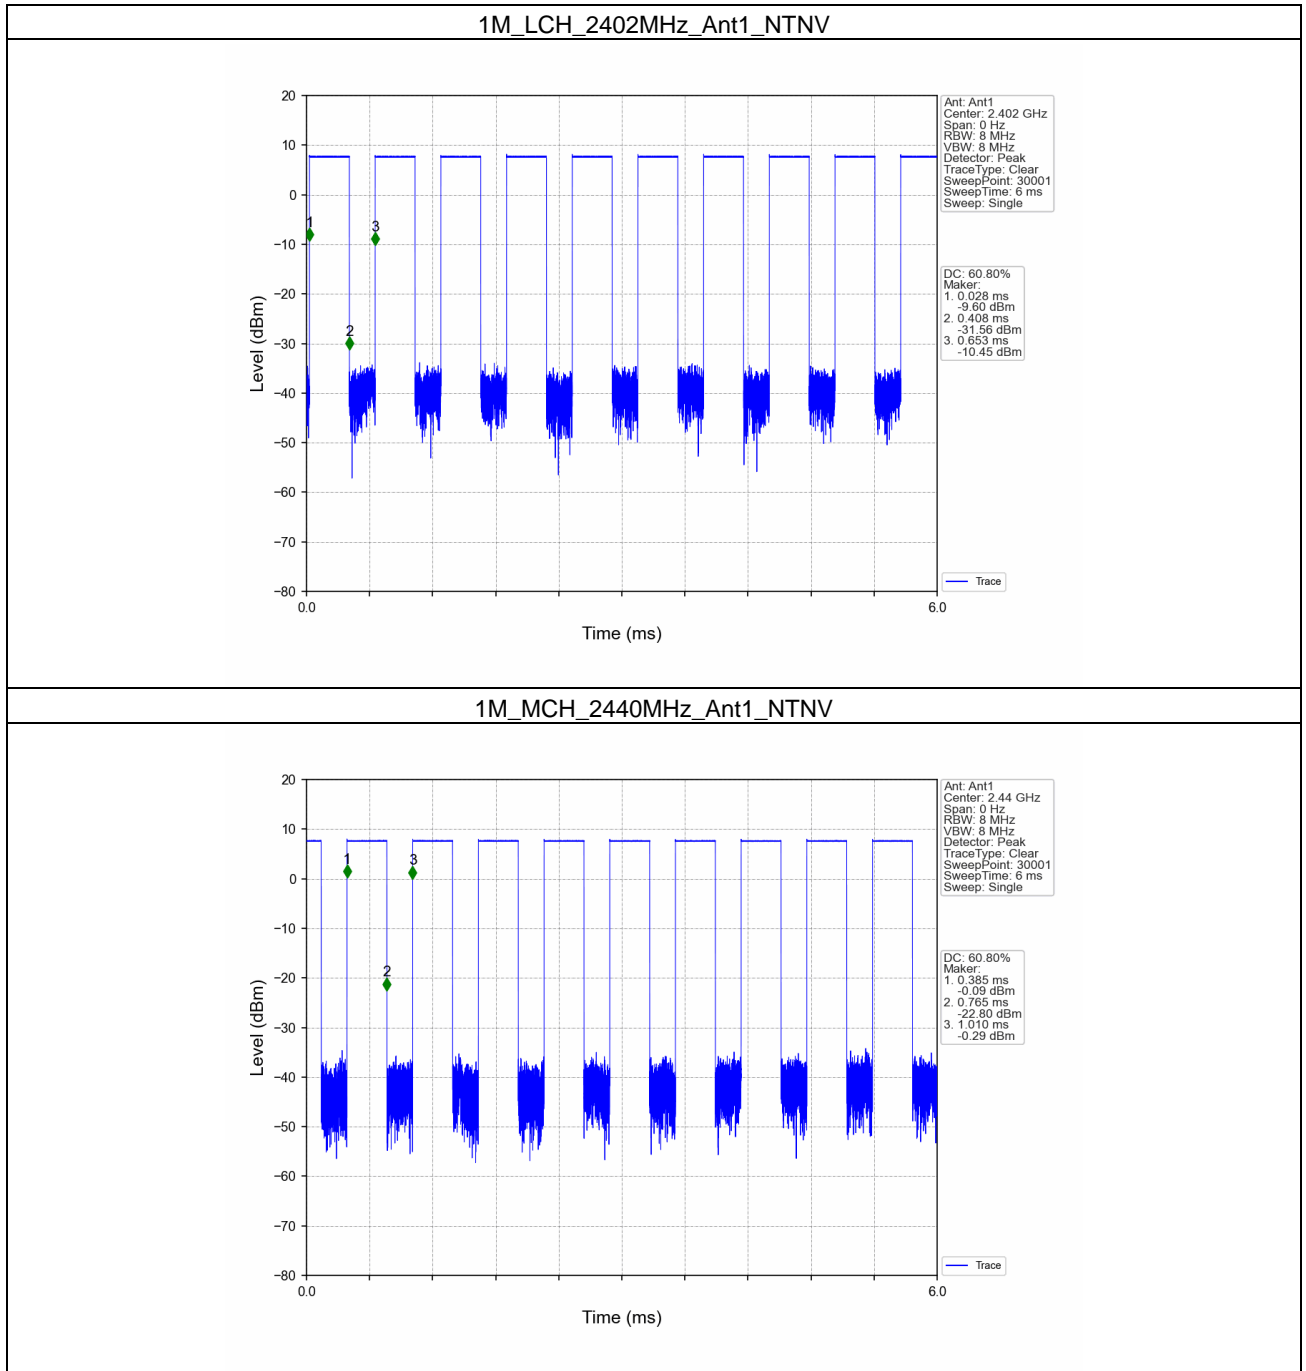 1M_LCH_2402MHz_Ant1_NTNV
20
10
0
−10
−20
−30
−40
−50
−60
−70
−80
Level (dBm)
0.0
6.0
Time (ms)
1
2
3
Ant: Ant1
Center: 2.402 GHz
Span: 0 Hz
RBW: 8 MHz
VBW: 8 MHz
Detector: Peak
TraceType: Clear
SweepPoint: 30001
SweepTime: 6 ms
Sweep: Single
DC: 60.80%
Maker:
1. 0.028 ms
-9.60 dBm
2. 0.408 ms
-31.56 dBm
3. 0.653 ms
-10.45 dBm
Trace
1M_MCH_2440MHz_Ant1_NTNV
20
10
0
−10
−20
−30
−40
−50
−60
−70
−80
Level (dBm)
0.0
6.0
Time (ms)
1
2
3
Ant: Ant1
Center: 2.44 GHz
Span: 0 Hz
RBW: 8 MHz
VBW: 8 MHz
Detector: Peak
TraceType: Clear
SweepPoint: 30001
SweepTime: 6 ms
Sweep: Single
DC: 60.80%
Maker:
1. 0.385 ms
-0.09 dBm
2. 0.765 ms
-22.80 dBm
3. 1.010 ms
-0.29 dBm
Trace